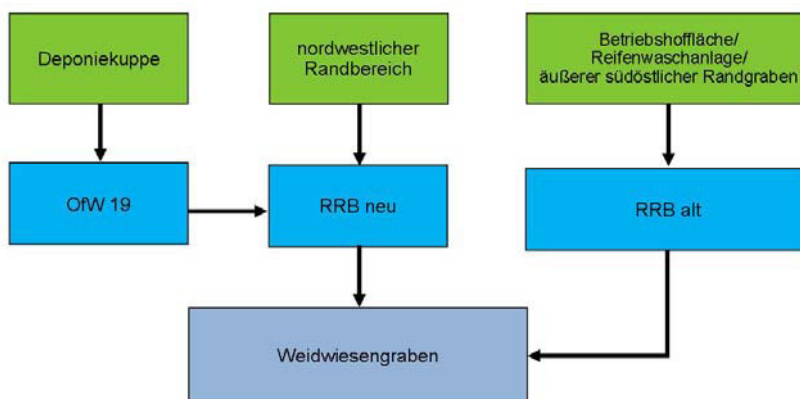 Deponiekuppe
nordwestlicher
Randbereich
Betriebshoffläche/
Reifenwaschanlage/
äußerer südöstlicher Randgraben
OfW 19
RRB neu
RRB alt
Weidwiesengraben